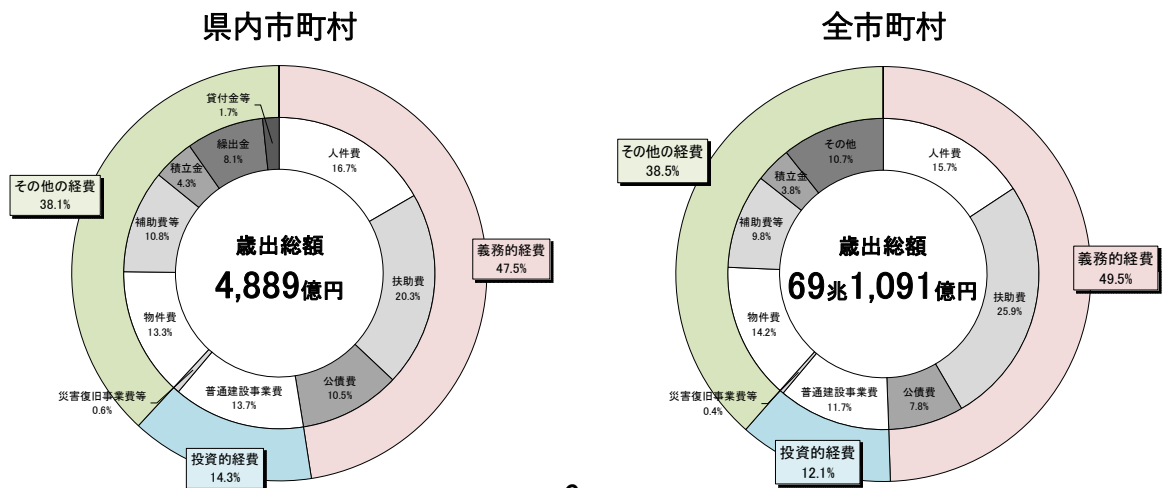 県内市町村
貸付金等
1.7%
繰出金
8.1%
積立金
4.3%
人件費
16.7%
その他の経費
38.1%
補助費等
10.8%
歳出総額
4,889億円
義務的経費
47.5%
扶助費
20.3%
物件費
13.3%
公債費
10.5%
普通建設事業費
13.7%
災害復旧事業費等
0.6%
投資的経費
14.3%
全市町村
その他
10.7%
人件費
15.7%
その他の経費
38.5%
積立金
3.8%
補助費等
9.8%
歳出総額
69兆1,091億円
義務的経費
49.5%
扶助費
25.9%
物件費
14.2%
公債費
7.8%
普通建設事業費
11.7%
災害復旧事業費等
0.4%
投資的経費
12.1%